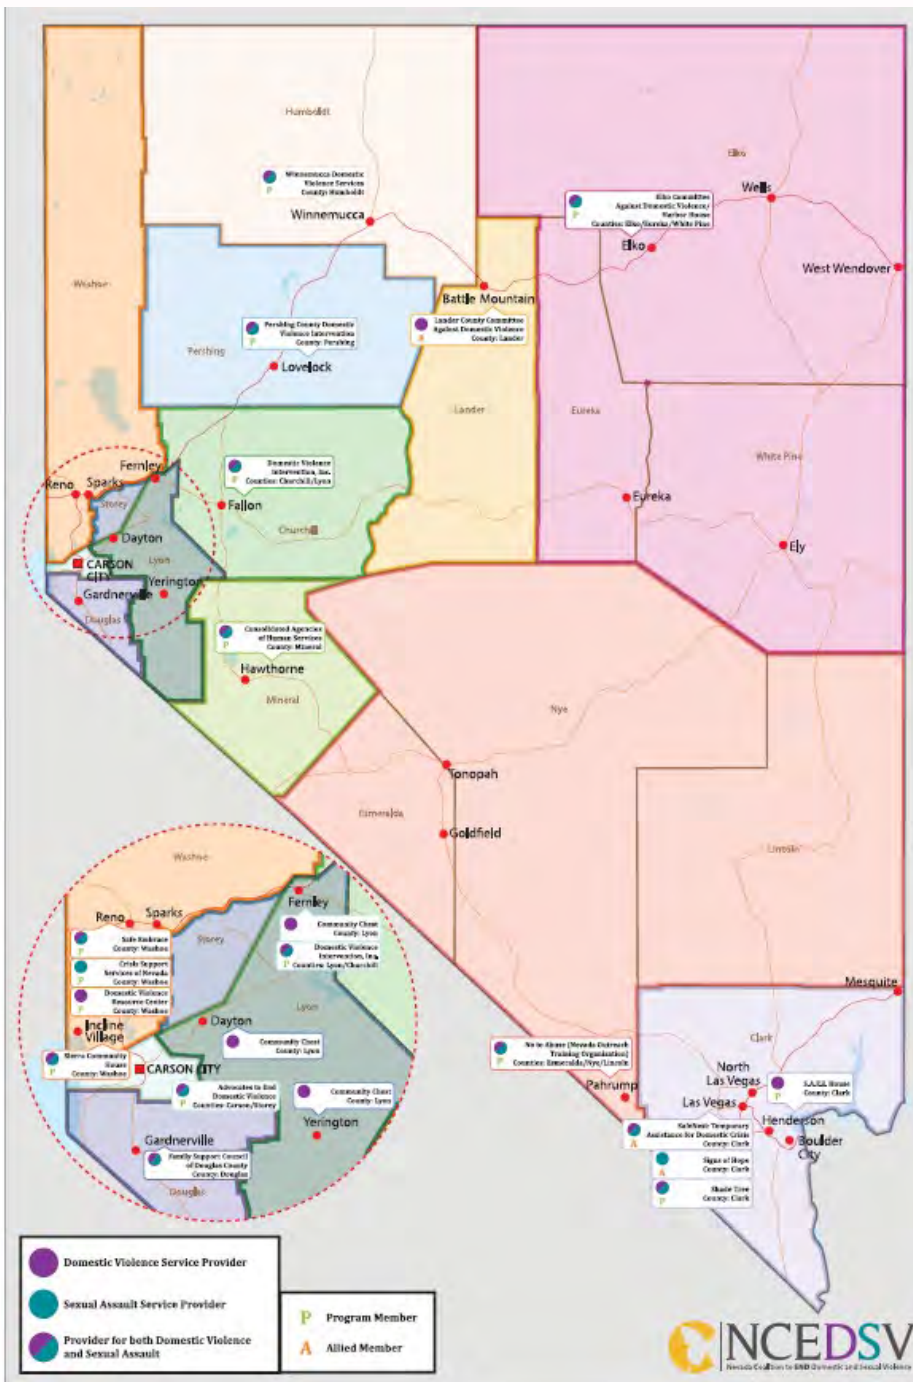 Humboldt
Winnemucca Domestic
Violence Services
County: Humboldt
P
Winnemucca
Elko
Wells
Elko Committee
Against Domestic Violence/
Harbor House
Counties: Elko/Eureka/White Pine
P
Elko
West Wendover
Washoe
Battle Mountain
Lander County Committee
Against Domestic Violence
County: Lander
A
Pershing County Domestic
Violence Intervention
County: Pershing
P
Pershing
Lovelock
Lander
Eureka
White Pine
Fernley
Domestic Violence
Intervention, Inc.
Counties: Churchill/Lyon
P
Reno
Sparks
Storey
Fallon
Eureka
Churchill
Dayton
Ely
Lyon
CARSON
CITY
Gardnerville
Yerington
Douglas
Consolidated Agencies
of Human Services
County: Mineral
P
Hawthorne
Mineral
Nye
Tonopah
Esmeralda
Goldfield
Lincoln
Washoe
Fernley
Reno
Sparks
Community Chest
County: Lyon
Safe Embrace
County: Washoe
P
Storey
Domestic Violence
Intervention, Inc.
Counties: Lyon/Churchill
P
Crisis Support
Services of Nevada
County: Washoe
P
Domestic Violence
Resource Center
County: Washoe
P
Lyon
Incline
Village
Dayton
Community Chest
County: Lyon
Sierra Community
House
County: Washoe
P
CARSON CITY
Advocates to End
Domestic Violence
Counties: Carson/Storey
P
Community Chest
County: Lyon
Yerington
Gardnerville
Family Support Council
of Douglas County
County: Douglas
P
Douglas
Mesquite
Clark
No to Abuse (Nevada Outreach
Training Organization)
Counties: Esmeralda/Nye/Lincoln
P
Pahrump
North
Las Vegas
Las Vegas
S.A.F.E. House
County: Clark
P
Henderson
Boulder
City
SafeNest: Temporary
Assistance for Domestic Crisis
County: Clark
A
Signs of Hope
County: Clark
A
Shade Tree
County: Clark
P
Domestic Violence Service Provider
Sexual Assault Service Provider
Provider for both Domestic Violence
and Sexual Assault
P Program Member
A Allied Member
NCEDSV
Nevada Coalition to END Domestic and Sexual Violence